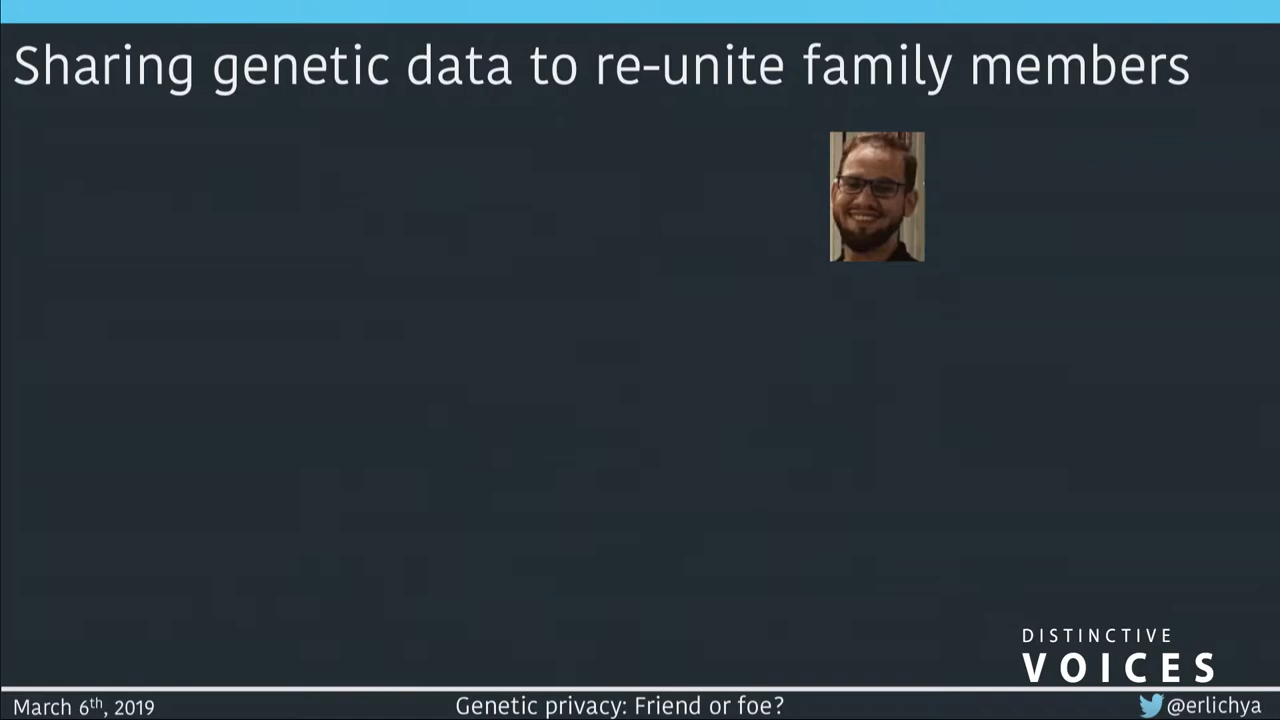 Sharing genetic data to re-unite family members
DISTINCTIVE
VOICES
March 6th, 2019
Genetic privacy: Friend or foe?
@erlichya